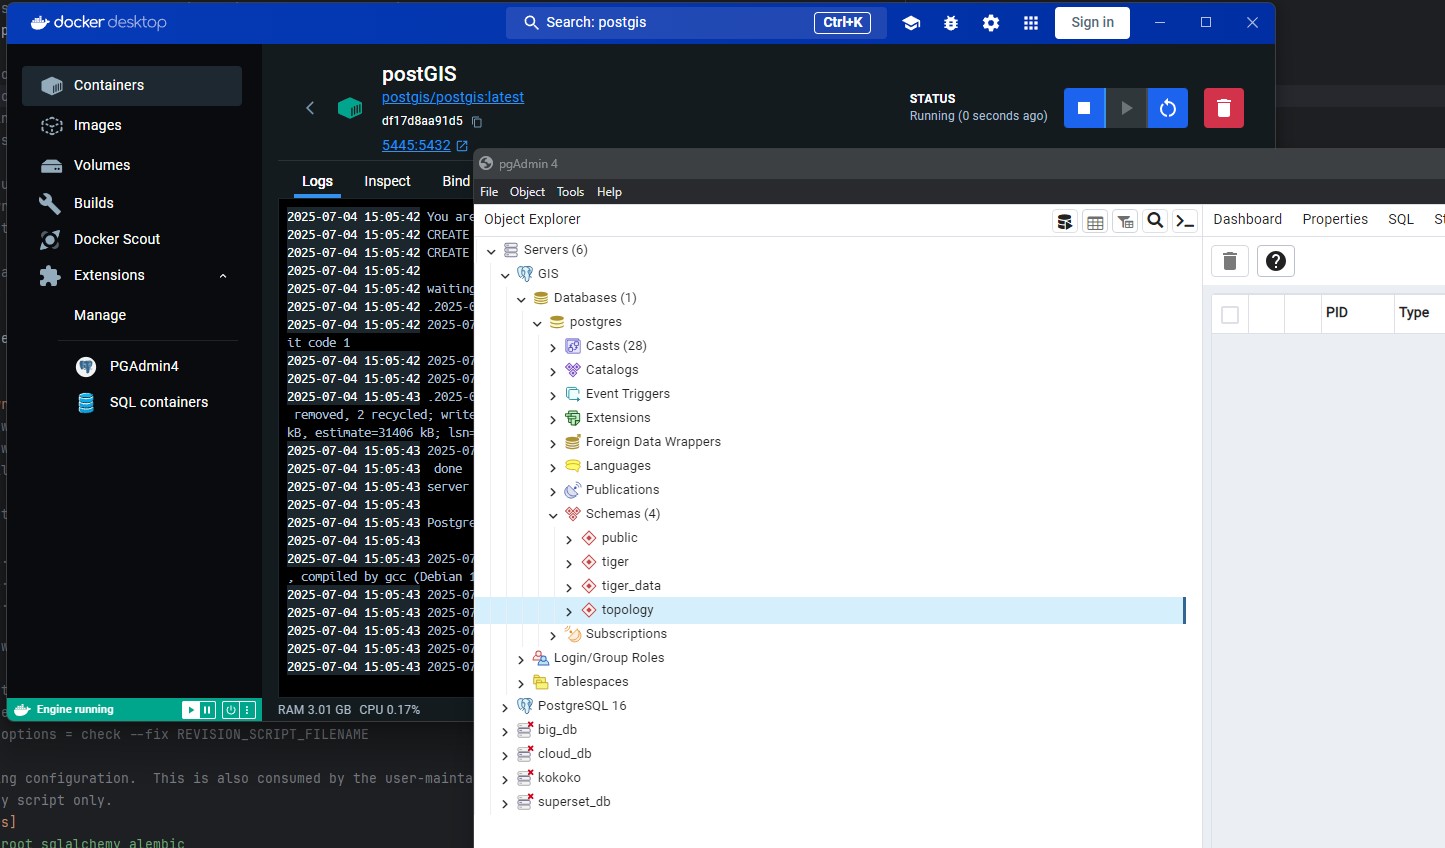 docker desktop
Search: postgis
Ctrl+K
Sign in
Containers
Images
Volumes
Builds
Docker Scout
Extensions
Manage
PGAdmin4
SQL containers
postGIS
postgis/postgis:latest
df17d8aa91d5
5445:5432
STATUS
Running (0 seconds ago)
Logs
Inspect
Bind
2025-07-04 15:05:42 You are
2025-07-04 15:05:42 CREATE
2025-07-04 15:05:42 CREATE
2025-07-04 15:05:42
2025-07-04 15:05:42 waiting
2025-07-04 15:05:42 .2025-0
2025-07-04 15:05:42 2025-07
it code 1
2025-07-04 15:05:42 2025-07
2025-07-04 15:05:42 2025-07
2025-07-04 15:05:43 .2025-0
removed, 2 recycled; write
kB, estimate=31406 kB; lsn=
2025-07-04 15:05:43 2025-07
2025-07-04 15:05:43 done
2025-07-04 15:05:43 server
2025-07-04 15:05:43
2025-07-04 15:05:43 Postgre
2025-07-04 15:05:43
2025-07-04 15:05:43 2025-07
, compiled by gcc (Debian 1
2025-07-04 15:05:43 2025-07
2025-07-04 15:05:43 2025-07
2025-07-04 15:05:43 2025-07
2025-07-04 15:05:43 2025-07
2025-07-04 15:05:43 2025-07
Engine running
RAM 3.01 GB CPU 0.17%
pgAdmin 4
File Object Tools Help
Object Explorer
Servers (6)
GIS
Databases (1)
postgres
Casts (28)
Catalogs
Event Triggers
Extensions
Foreign Data Wrappers
Languages
Publications
Schemas (4)
public
tiger
tiger_data
topology
Subscriptions
Login/Group Roles
Tablespaces
PostgreSQL 16
big_db
cloud_db
kokoko
superset_db
Dashboard Properties SQL St
PID Type
options = check --fix REVISION_SCRIPT_FILENAME
ng configuration. This is also consumed by the user-mainta
y script only.
s]
root sqlalchemy alembic